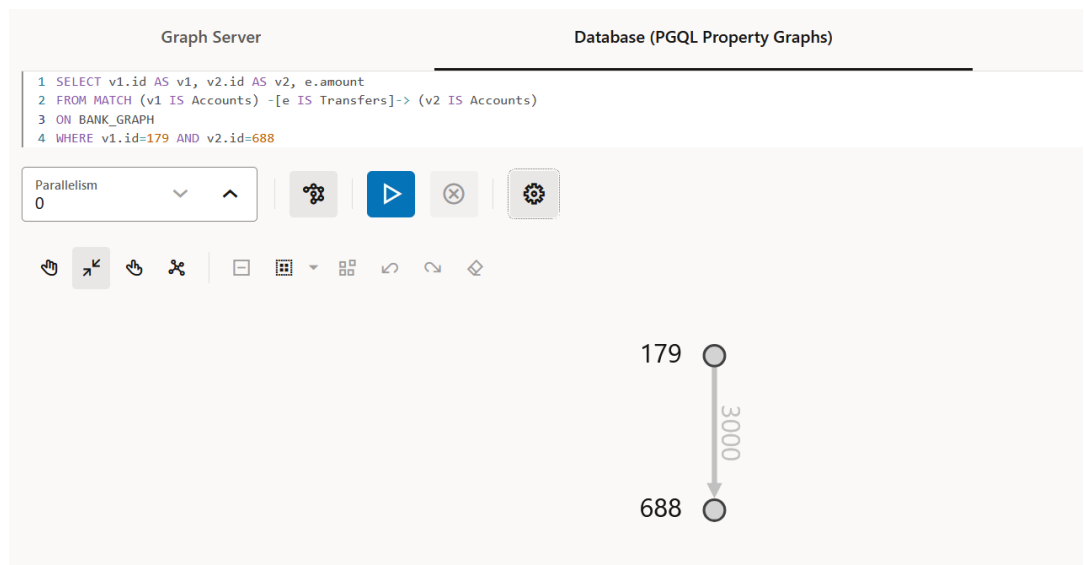 Graph Server
Database (PGQL Property Graphs)
1 SELECT v1.id AS v1, v2.id AS v2, e.amount
2 FROM MATCH (v1 IS Accounts) -[e IS Transfers]-> (v2 IS Accounts)
3 ON BANK_GRAPH
4 WHERE v1.id=179 AND v2.id=688
Parallelism
0
179
3000
688